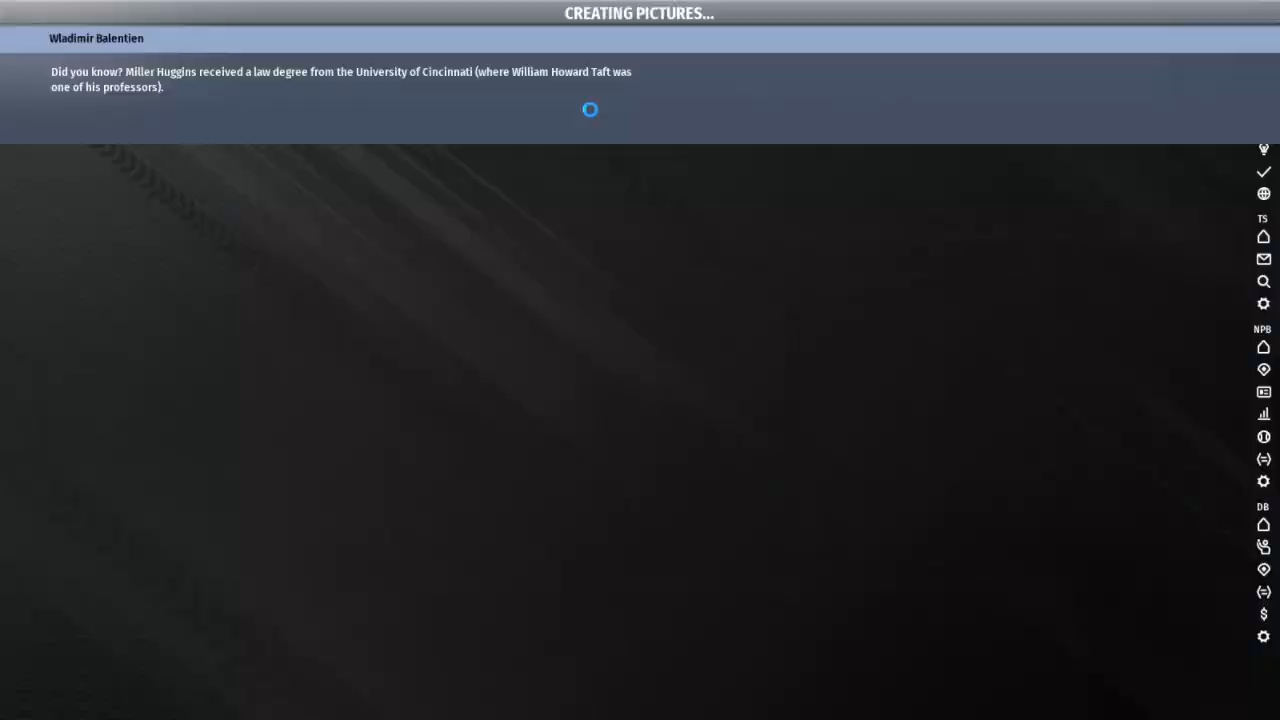 CREATING PICTURES...
Wladimir Balentien
Did you know? Miller Huggins received a law degree from the University of Cincinnati (where William Howard Taft was
one of his professors).
TS
NPB
DB